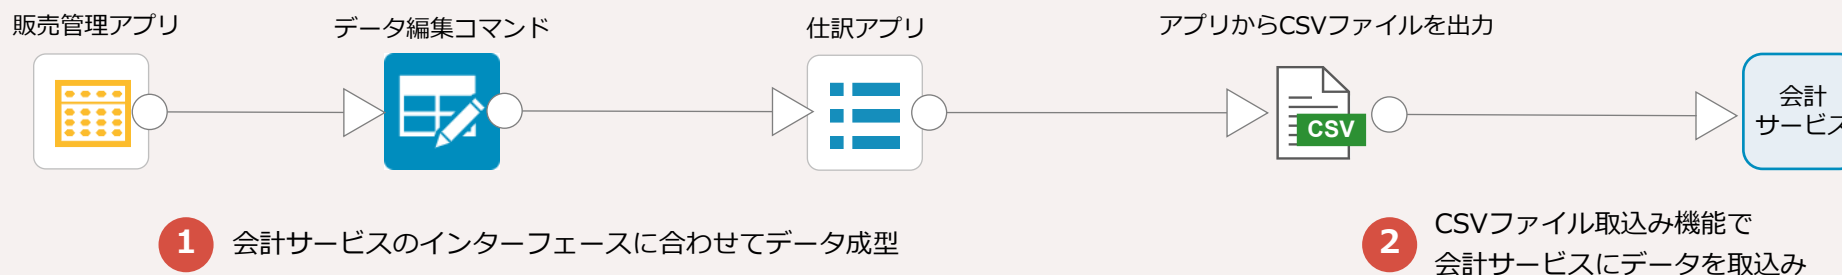 販売管理アプリ
データ編集コマンド
仕訳アプリ
アプリからCSVファイルを出力
CSV
会計
サービス
1
会計サービスのインターフェースに合わせてデータ成型
2
CSVファイル取込み機能で
会計サービスにデータを取込み